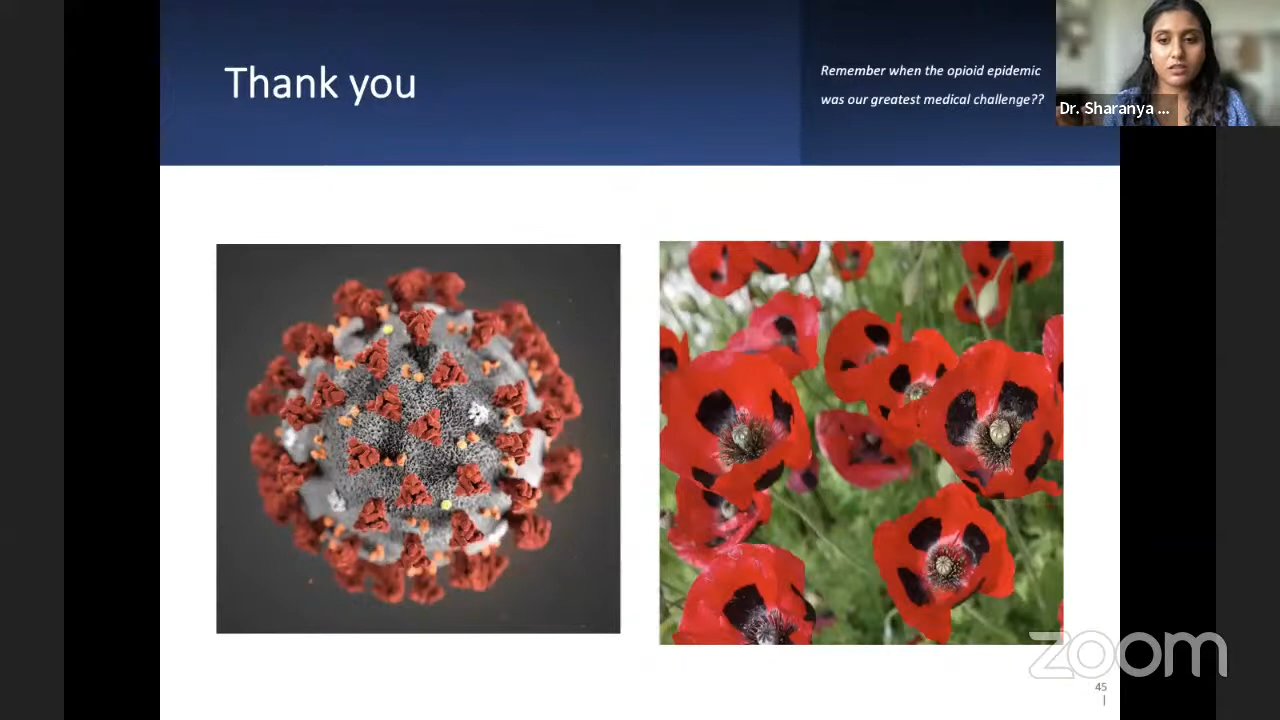 Thank you
Remember when the opioid epidemic
was our greatest medical challenge??
Dr. Sharanya ...
zoom
45